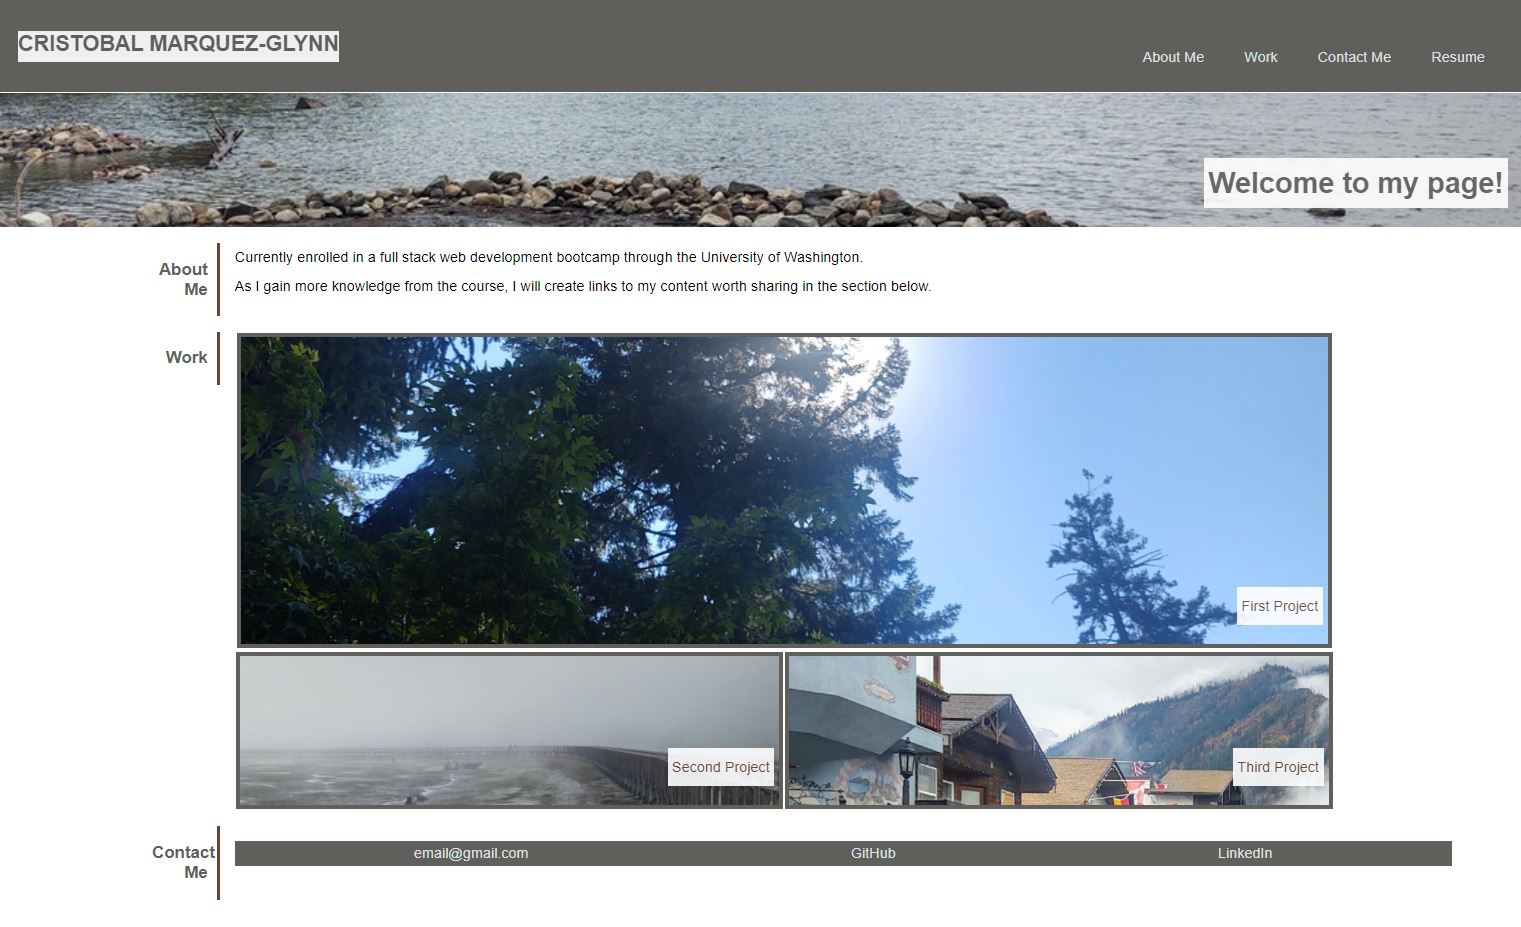 CRISTOBAL MARQUEZ-GLYNN
About Me Work Contact Me Resume
Welcome to my page!
About
Me
Currently enrolled in a full stack web development bootcamp through the University of Washington.
As I gain more knowledge from the course, I will create links to my content worth sharing in the section below.
Work
First Project
Second Project
Third Project
Contact
Me
email@gmail.com GitHub LinkedIn